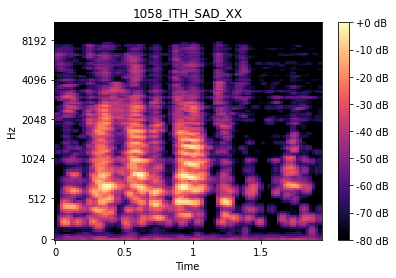 1058_ITH_SAD_XX
+0 dB
8192
-10 dB
4096
-20 dB
-30 dB
2048
-40 dB
Hz
1024
-50 dB
512
-60 dB
-70 dB
0
-80 dB
0
0.5
1
1.5
Time